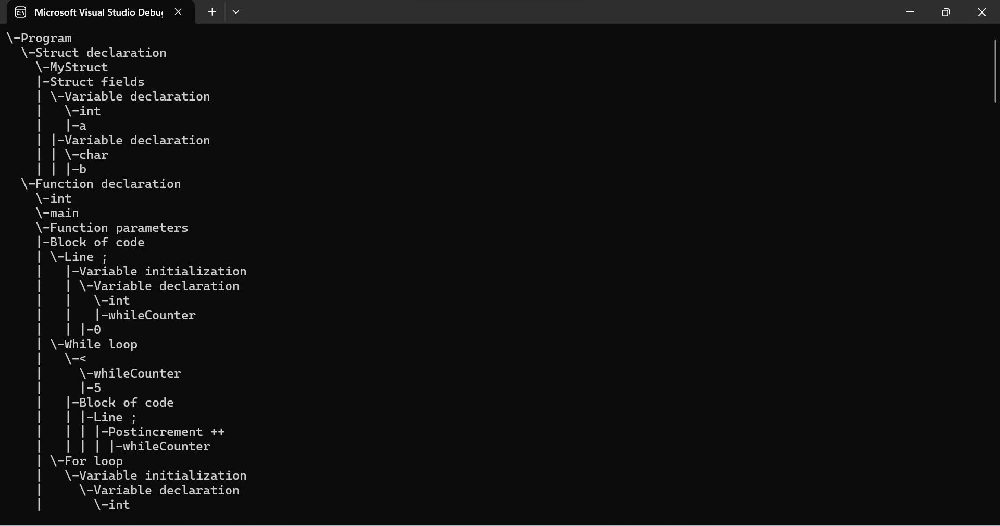 Microsoft Visual Studio Debu
\-Program
  \-Struct declaration
    \-MyStruct
    |-Struct fields
    | \-Variable declaration
    |   \-int
    |   |-a
    | |-Variable declaration
    | | \-char
    | | |-b
  \-Function declaration
    \-int
    \-main
    \-Function parameters
    |-Block of code
    | \-Line ;
    |   |-Variable initialization
    |   | \-Variable declaration
    |   |   \-int
    |   |   |-whileCounter
    |   | |-0
    | \-While loop
    |   \-<
    |     \-whileCounter
    |     |-5
    |   |-Block of code
    |   | |-Line ;
    |   | | |-Postincrement ++
    |   | | | |-whileCounter
    | \-For loop
    |   \-Variable initialization
    |     \-Variable declaration
    |       \-int